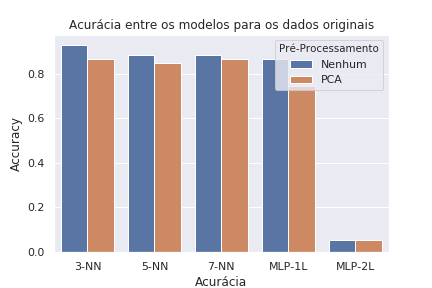 Acurácia entre os modelos para os dados originais
Pré-Processamento
Nenhum
PCA
Accuracy
0.8
0.6
0.4
0.2
0.0
3-NN
5-NN
7-NN
MLP-1L
MLP-2L
Acurácia